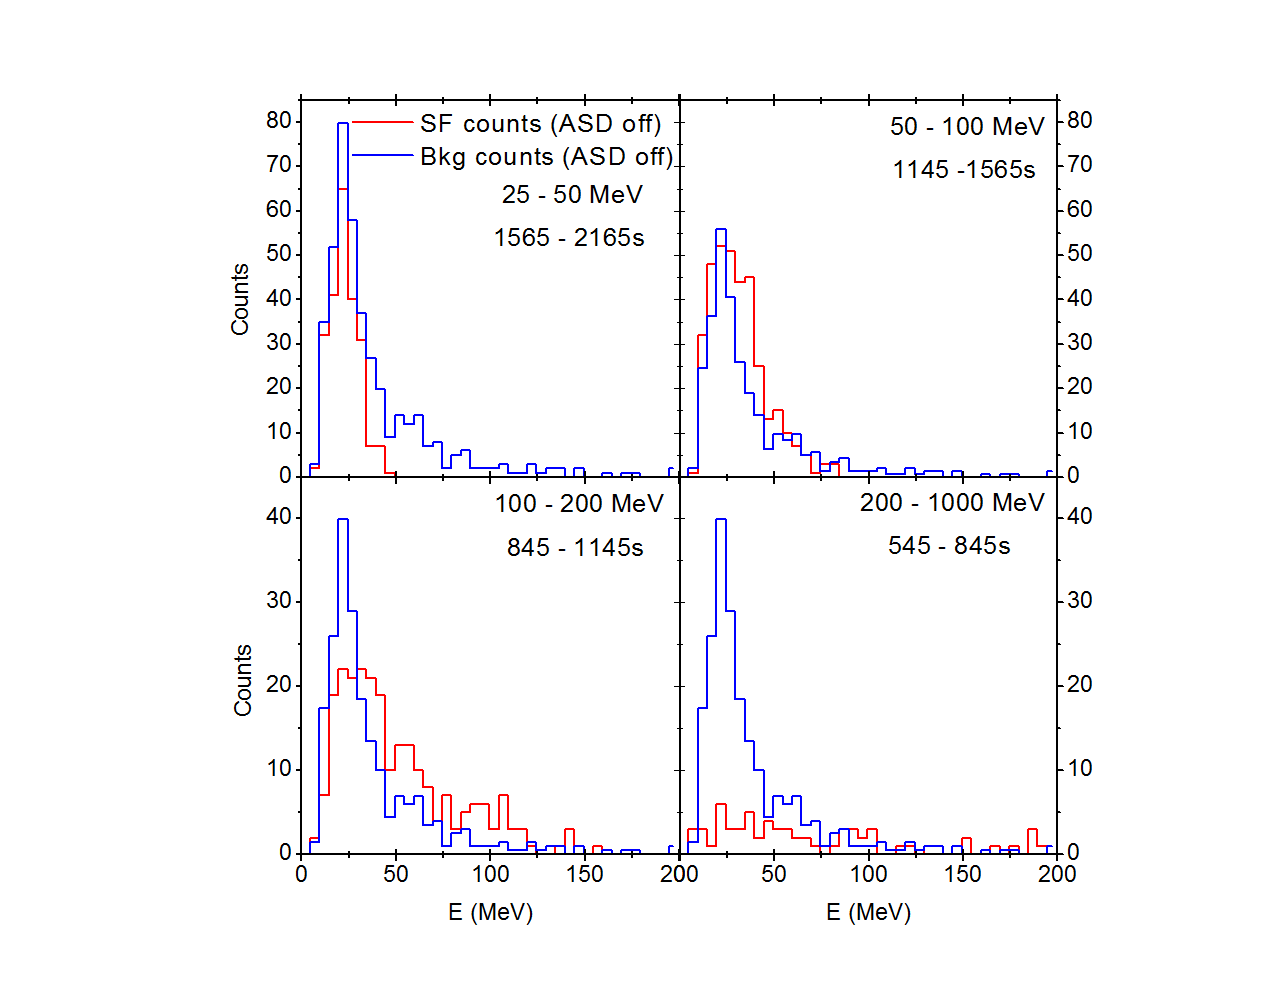 80
70
60
50
40
30
20
10
0
Counts
SF counts (ASD off)
Bkg counts (ASD off)
25 - 50 MeV
1565 - 2165s
50 - 100 MeV
1145 -1565s
80
70
60
50
40
30
20
10
0
40
30
20
10
0
Counts
100 - 200 MeV
845 - 1145s
200 - 1000 MeV
545 - 845s
40
30
20
10
0
0 50 100 150 200 50 100 150 200
E (MeV) E (MeV)